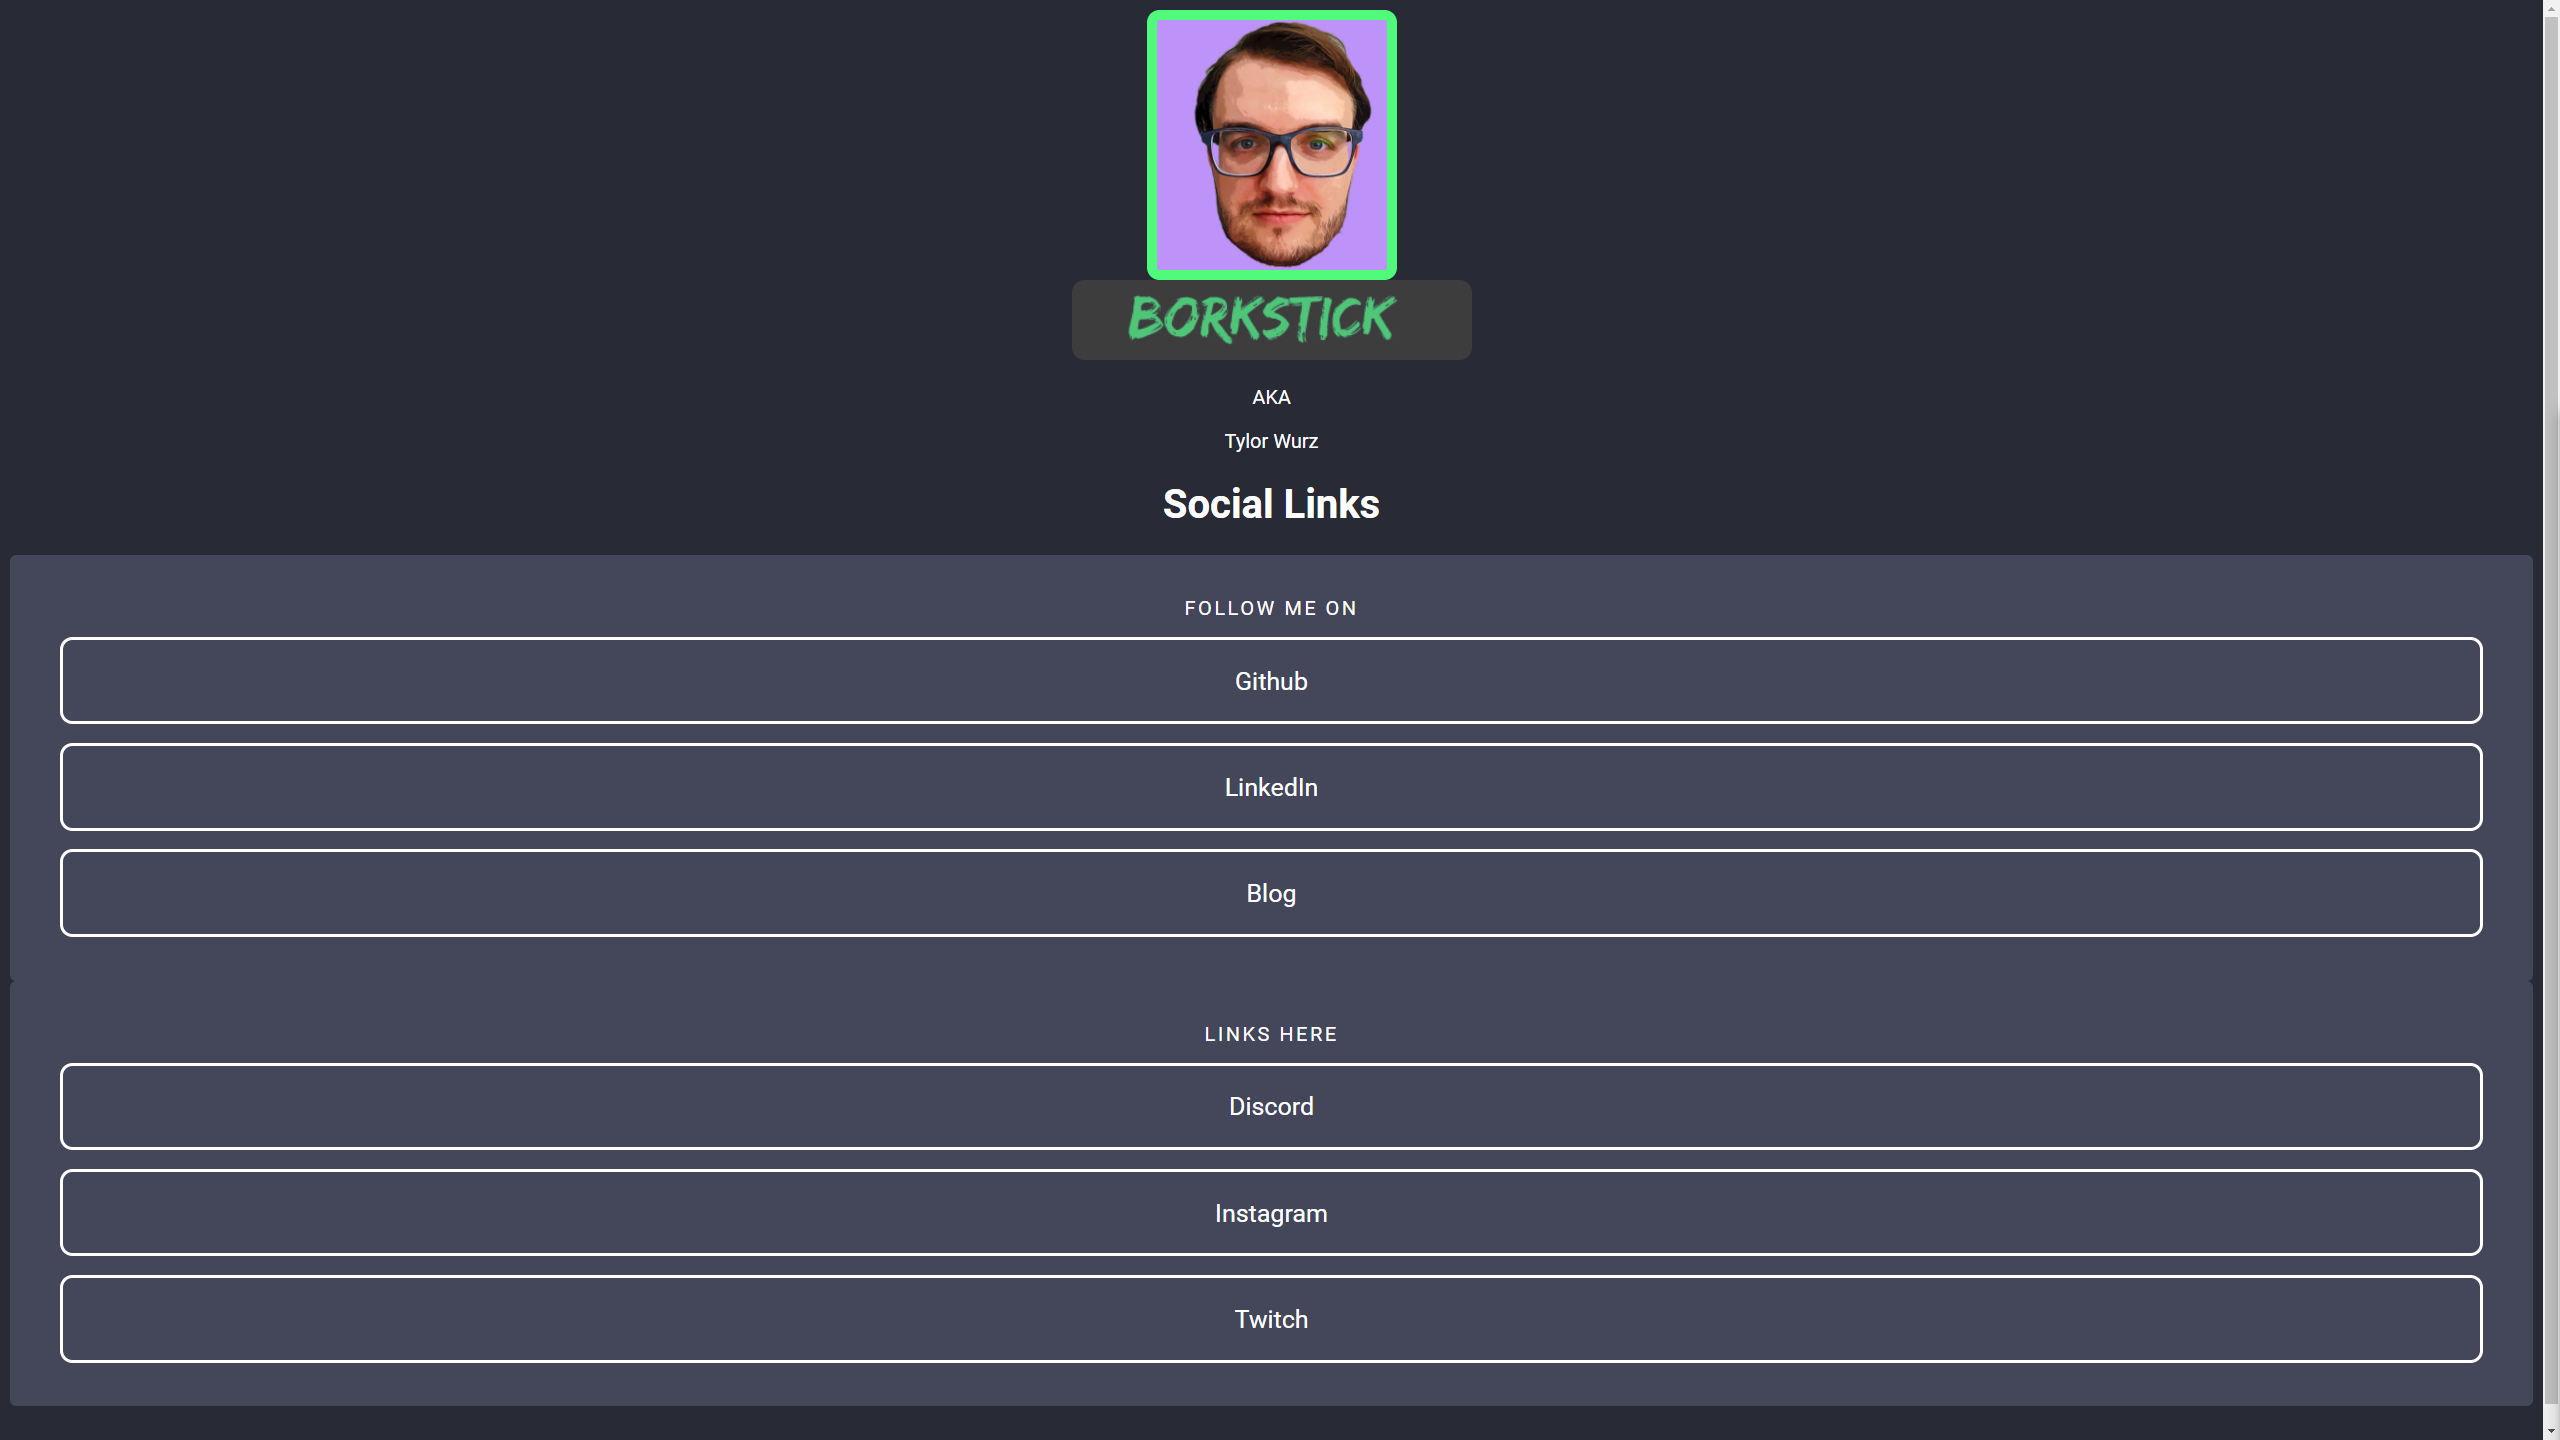 BORKSTICK
AKA
Tylor Wurz
Social Links
FOLLOW ME ON
Github
LinkedIn
Blog
LINKS HERE
Discord
Instagram
Twitch